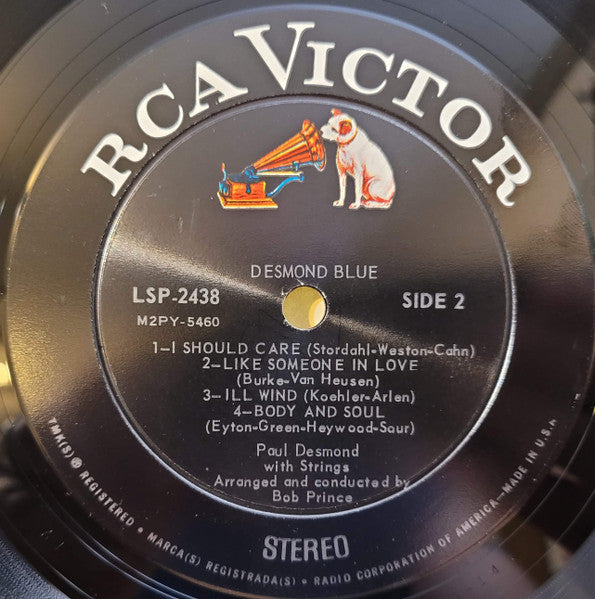 RCA VICTOR
DESMOND BLUE
LSP-2438 SIDE 2
M2PY-5460
1-I SHOULD CARE (Stordahl-Weston-Cahn)
2-LIKE SOMEONE IN LOVE
(Burke-Van Heusen)
3-ILL WIND (Koehler-Arlen)
4-BODY AND SOUL
(Eyton-Green-Heywood-Sour)
Paul Desmond
with Strings
Arranged and conducted by
Bob Prince
STEREO
TMK(S) ® REGISTERED • MARCA(S) REGISTRADA(S) • RADIO CORPORATION OF AMERICA-MADE IN U.S.A